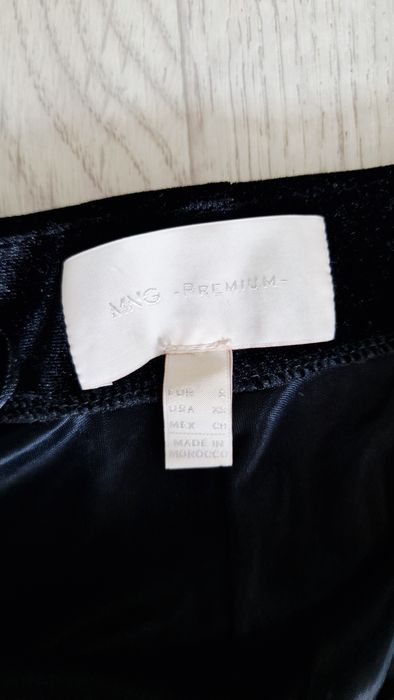 MNG -PREMIUM-
EUR S
USA XS
MEX CH
MADE IN
MOROCCO